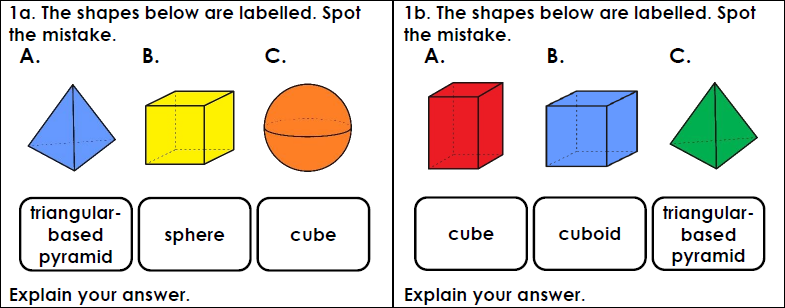 1a. The shapes below are labelled. Spot
the mistake.
A. B. C.
triangular-
based
pyramid
sphere
cube
Explain your answer.
1b. The shapes below are labelled. Spot
the mistake.
A. B. C.
cube
cuboid
triangular-
based
pyramid
Explain your answer.